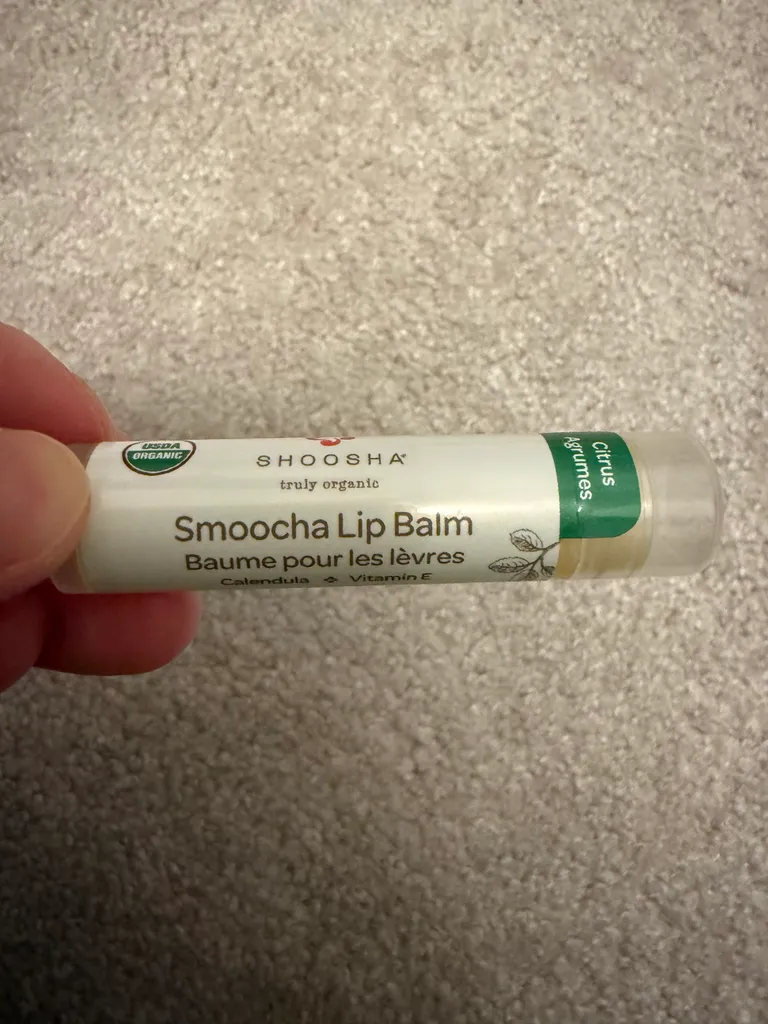 USDA
ORGANIC
SHOOSHA®
truly organic
Smoocha Lip Balm
Baume pour les lèvres
Calendula ✤ Vitamin E
Citrus
Agrumes